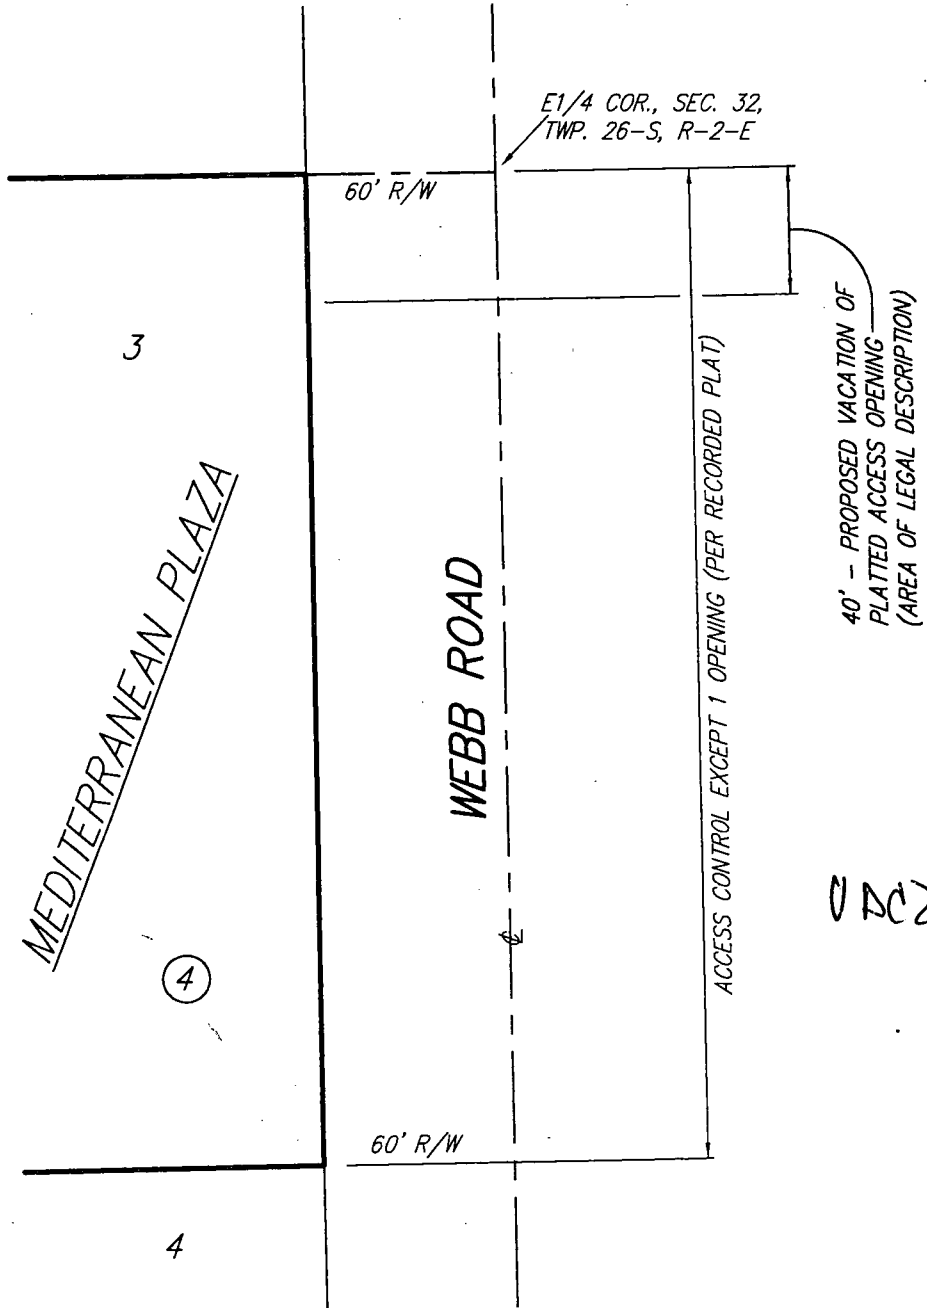 E1/4 COR., SEC. 32,
TWP. 26-S, R-2-E
60' R/W
3
MEDITERRANEAN PLAZA
WEBB ROAD
ACCESS CONTROL EXCEPT 1 OPENING (PER RECORDED PLAT)
40' - PROPOSED VACATION OF
PLATTED ACCESS OPENING
(AREA OF LEGAL DESCRIPTION)
4
60' R/W
4